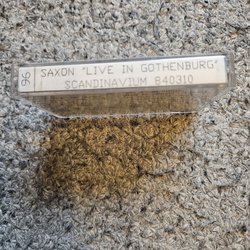 96
SAXON "LIVE IN GOTHENBURG"
SCANDINAVIUM 840310